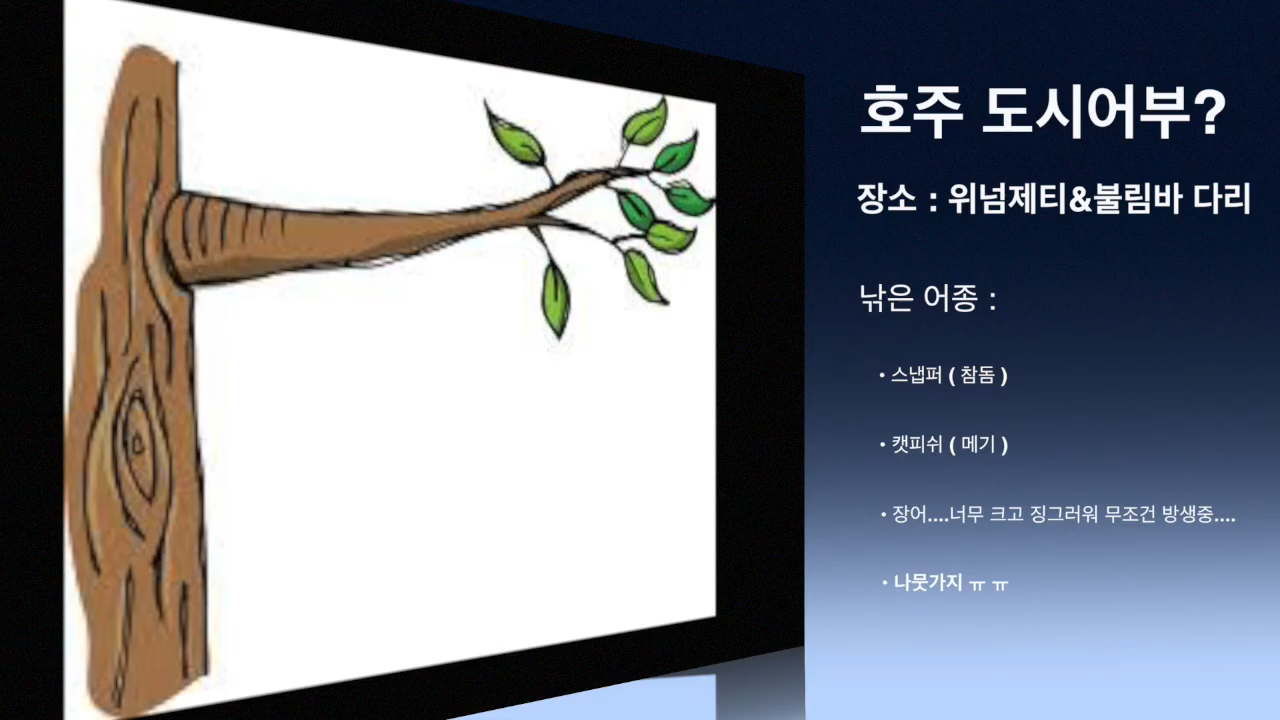 호주 도시어부?
장소 : 위넘제티&불림바 다리
낚은 어종 :
• 스냅퍼 ( 참돔 )
• 캣피쉬 ( 메기 )
• 장어....너무 크고 징그러워 무조건 방생중....
• 나뭇가지 ㅠ ㅠ